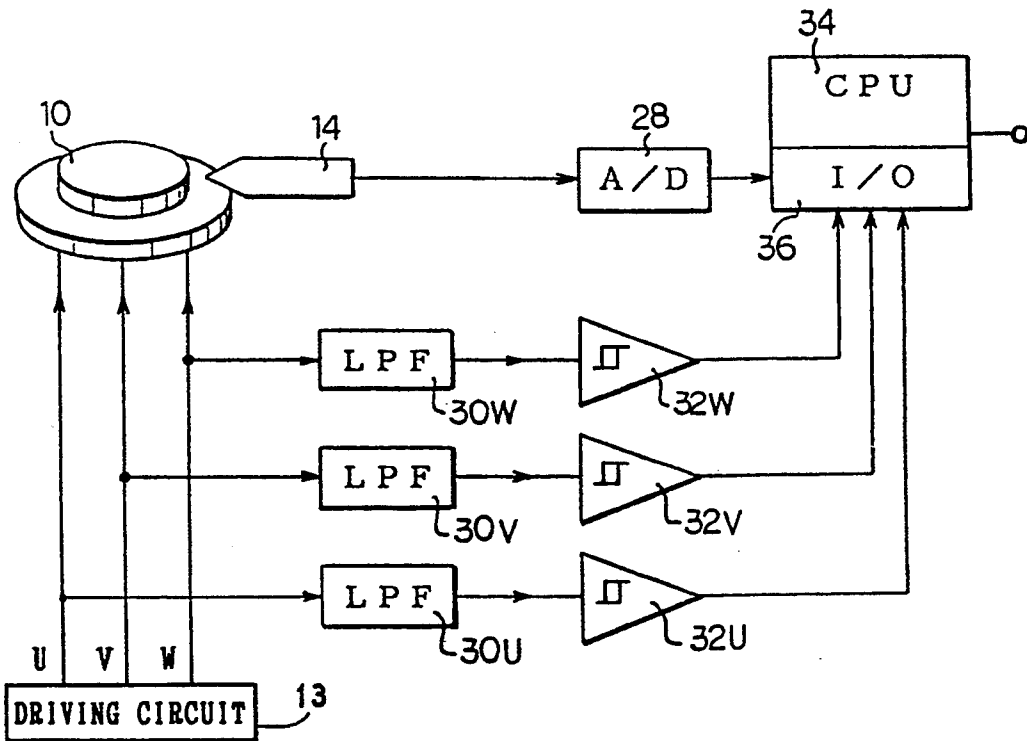 34
CPU
10
14
28
A/D
I/O
36
LPF
30W
32W
LPF
30V
32V
LPF
30U
32U
U V W
DRIVING CIRCUIT
13